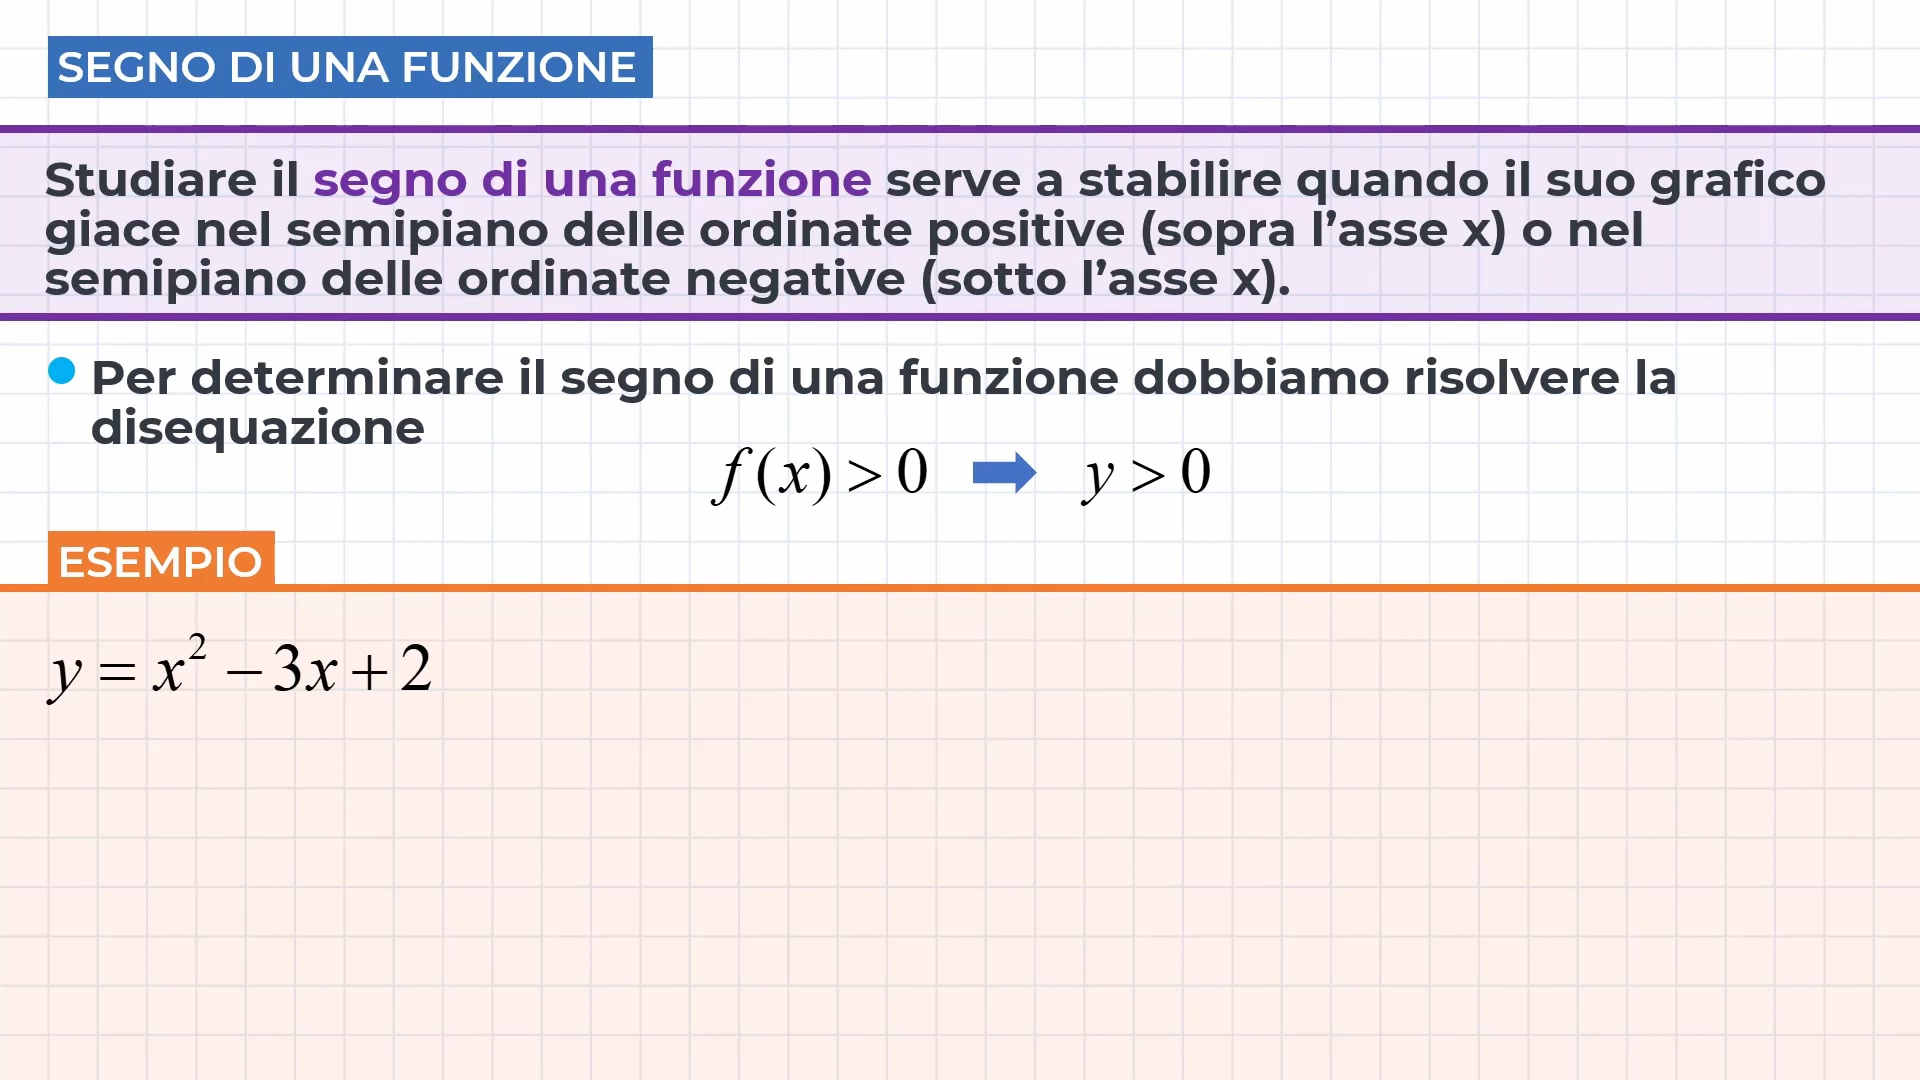 SEGNO DI UNA FUNZIONE
Studiare il segno di una funzione serve a stabilire quando il suo grafico
giace nel semipiano delle ordinate positive (sopra l’asse x) o nel
semipiano delle ordinate negative (sotto l’asse x).
Per determinare il segno di una funzione dobbiamo risolvere la
disequazione
f(x) > 0 ➡ y > 0
ESEMPIO
y = x² − 3x + 2